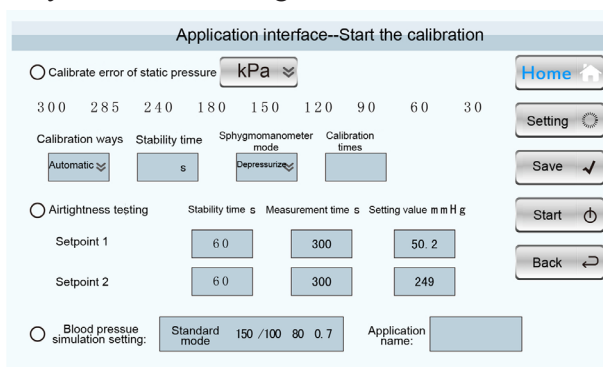 Application interface--Start the calibration
Calibrate error of static pressure kPa
Home
300 285 240 180 150 120 90 60 30
Setting
Calibration ways Stability time Sphygmomanometer mode Calibration times
Automatic s Depressurize
Save
Airtightness testing Stability time s Measurement time s Setting value mmHg
Start
Setpoint 1 60 300 50.2
Back
Setpoint 2 60 300 249
Blood pressue simulation setting: Standard mode 150 /100 80 0.7 Application name: